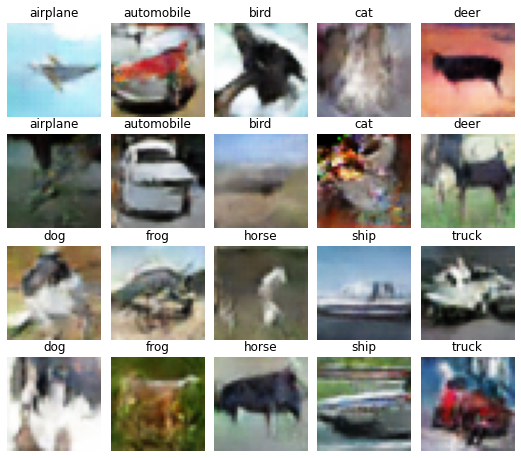 airplane automobile bird cat deer
airplane automobile bird cat deer
dog frog horse ship truck
dog frog horse ship truck